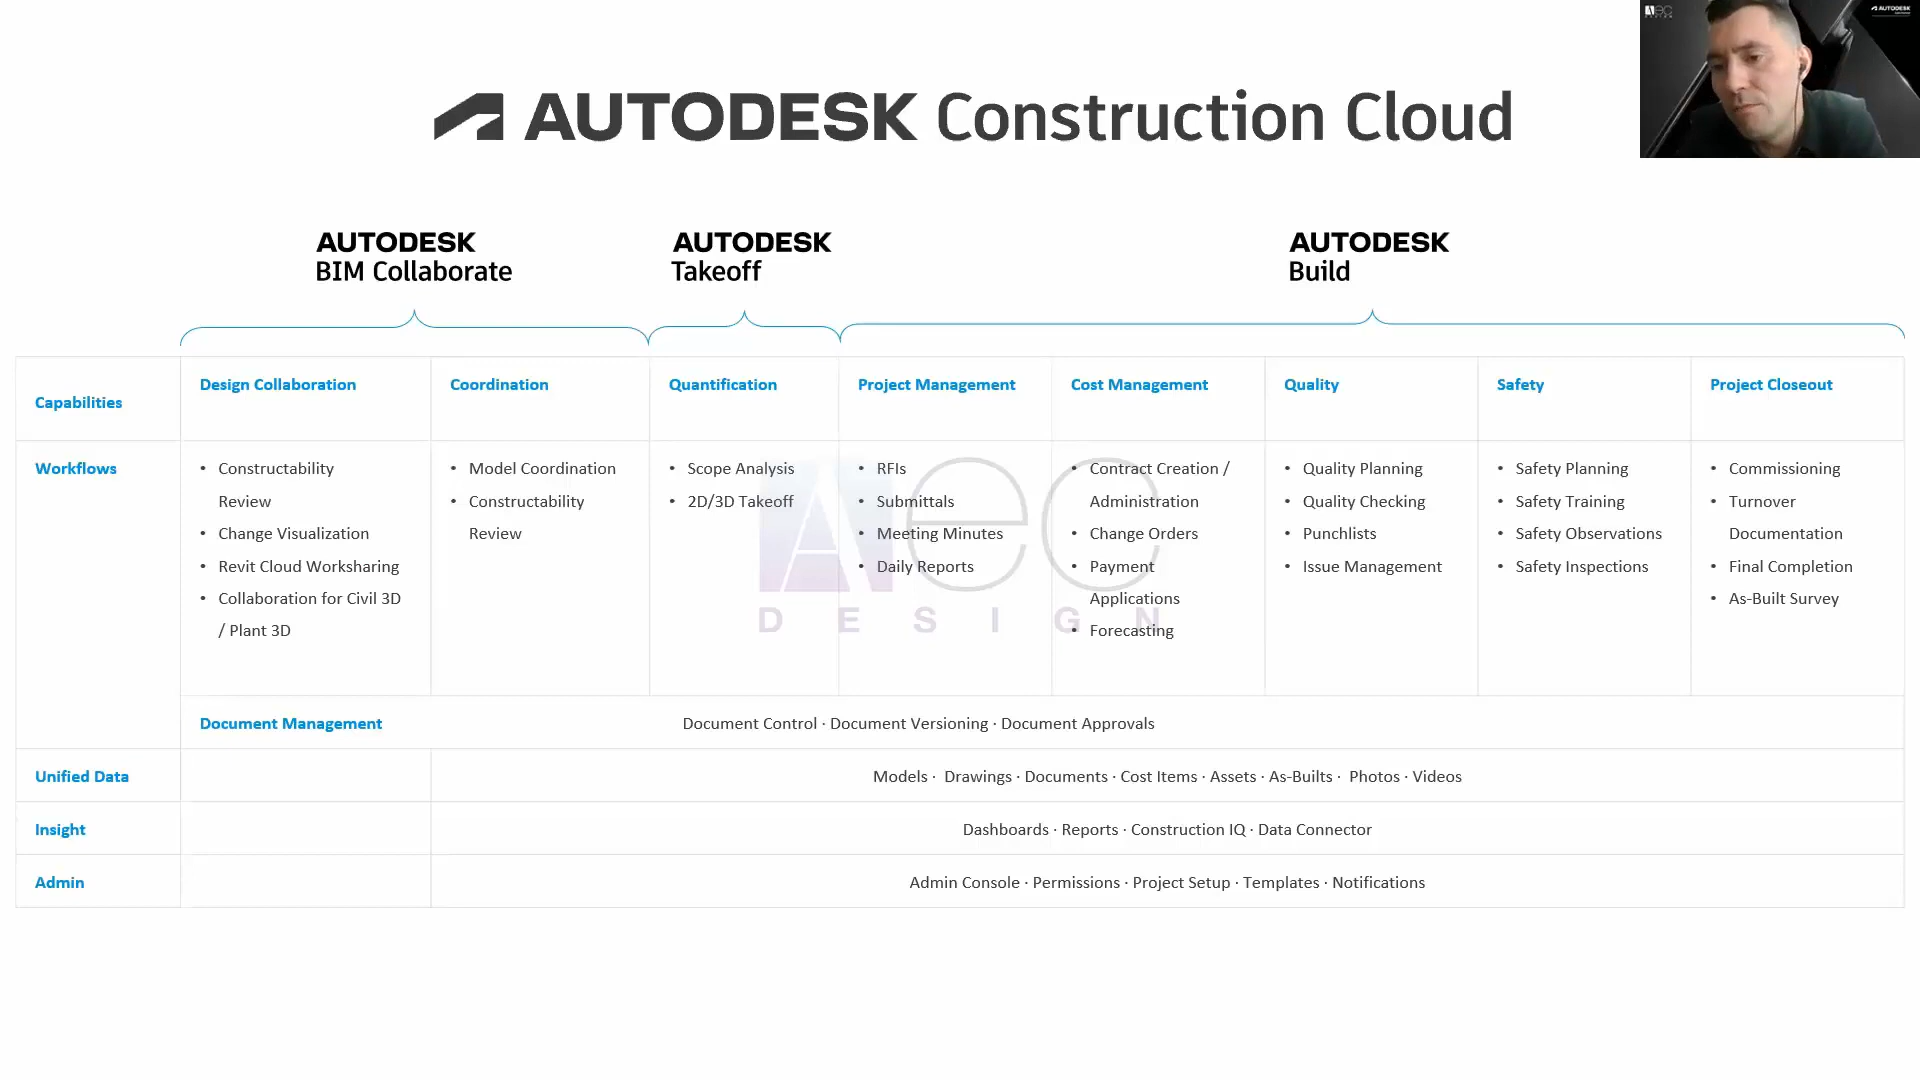 AUTODESK Construction Cloud
AEC
DESIGN
AUTODESK
AUTODESK
BIM Collaborate
AUTODESK
Takeoff
AUTODESK
Build
Capabilities
Design Collaboration
Coordination
Quantification
Project Management
Cost Management
Quality
Safety
Project Closeout
Workflows
• Constructability
Review
• Change Visualization
• Revit Cloud Worksharing
• Collaboration for Civil 3D
/ Plant 3D
• Model Coordination
• Constructability
Review
• Scope Analysis
• 2D/3D Takeoff
• RFIs
• Submittals
• Meeting Minutes
• Daily Reports
• Contract Creation /
Administration
• Change Orders
• Payment
Applications
• Forecasting
• Quality Planning
• Quality Checking
• Punchlists
• Issue Management
• Safety Planning
• Safety Training
• Safety Observations
• Safety Inspections
• Commissioning
• Turnover
Documentation
• Final Completion
• As-Built Survey
Aec
DESIGN
Document Management
Document Control · Document Versioning · Document Approvals
Unified Data
Models · Drawings · Documents · Cost Items · Assets · As-Builts · Photos · Videos
Insight
Dashboards · Reports · Construction IQ · Data Connector
Admin
Admin Console · Permissions · Project Setup · Templates · Notifications